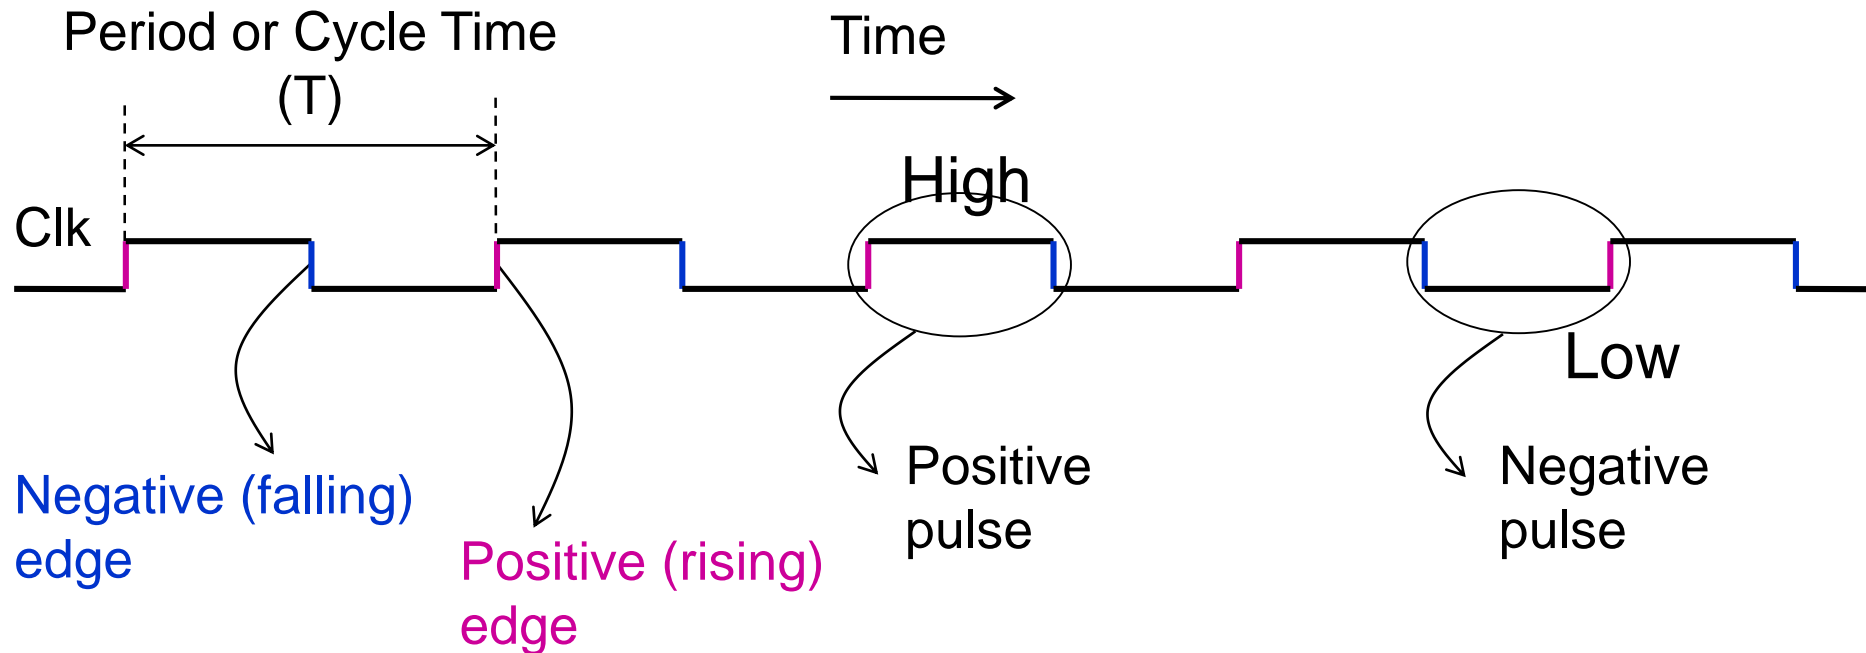 Period or Cycle Time
(T)
Time
High
Clk
Low
Negative (falling)
edge
Positive (rising)
edge
Positive
pulse
Negative
pulse